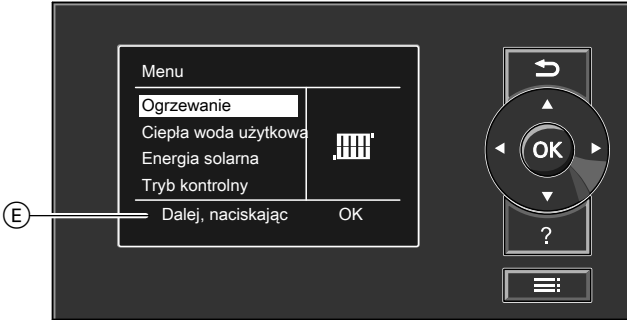 Menu
Ogrzewanie
Ciepła woda użytkowa
Energia solarna
Tryb kontrolny
Dalej, naciskając OK
E
OK
?